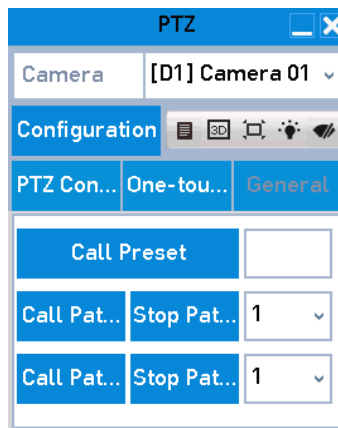 PTZ
Camera [D1] Camera 01
Configuration 3D
PTZ Con... One-tou... General
Call Preset
Call Pat... Stop Pat... 1
Call Pat... Stop Pat... 1